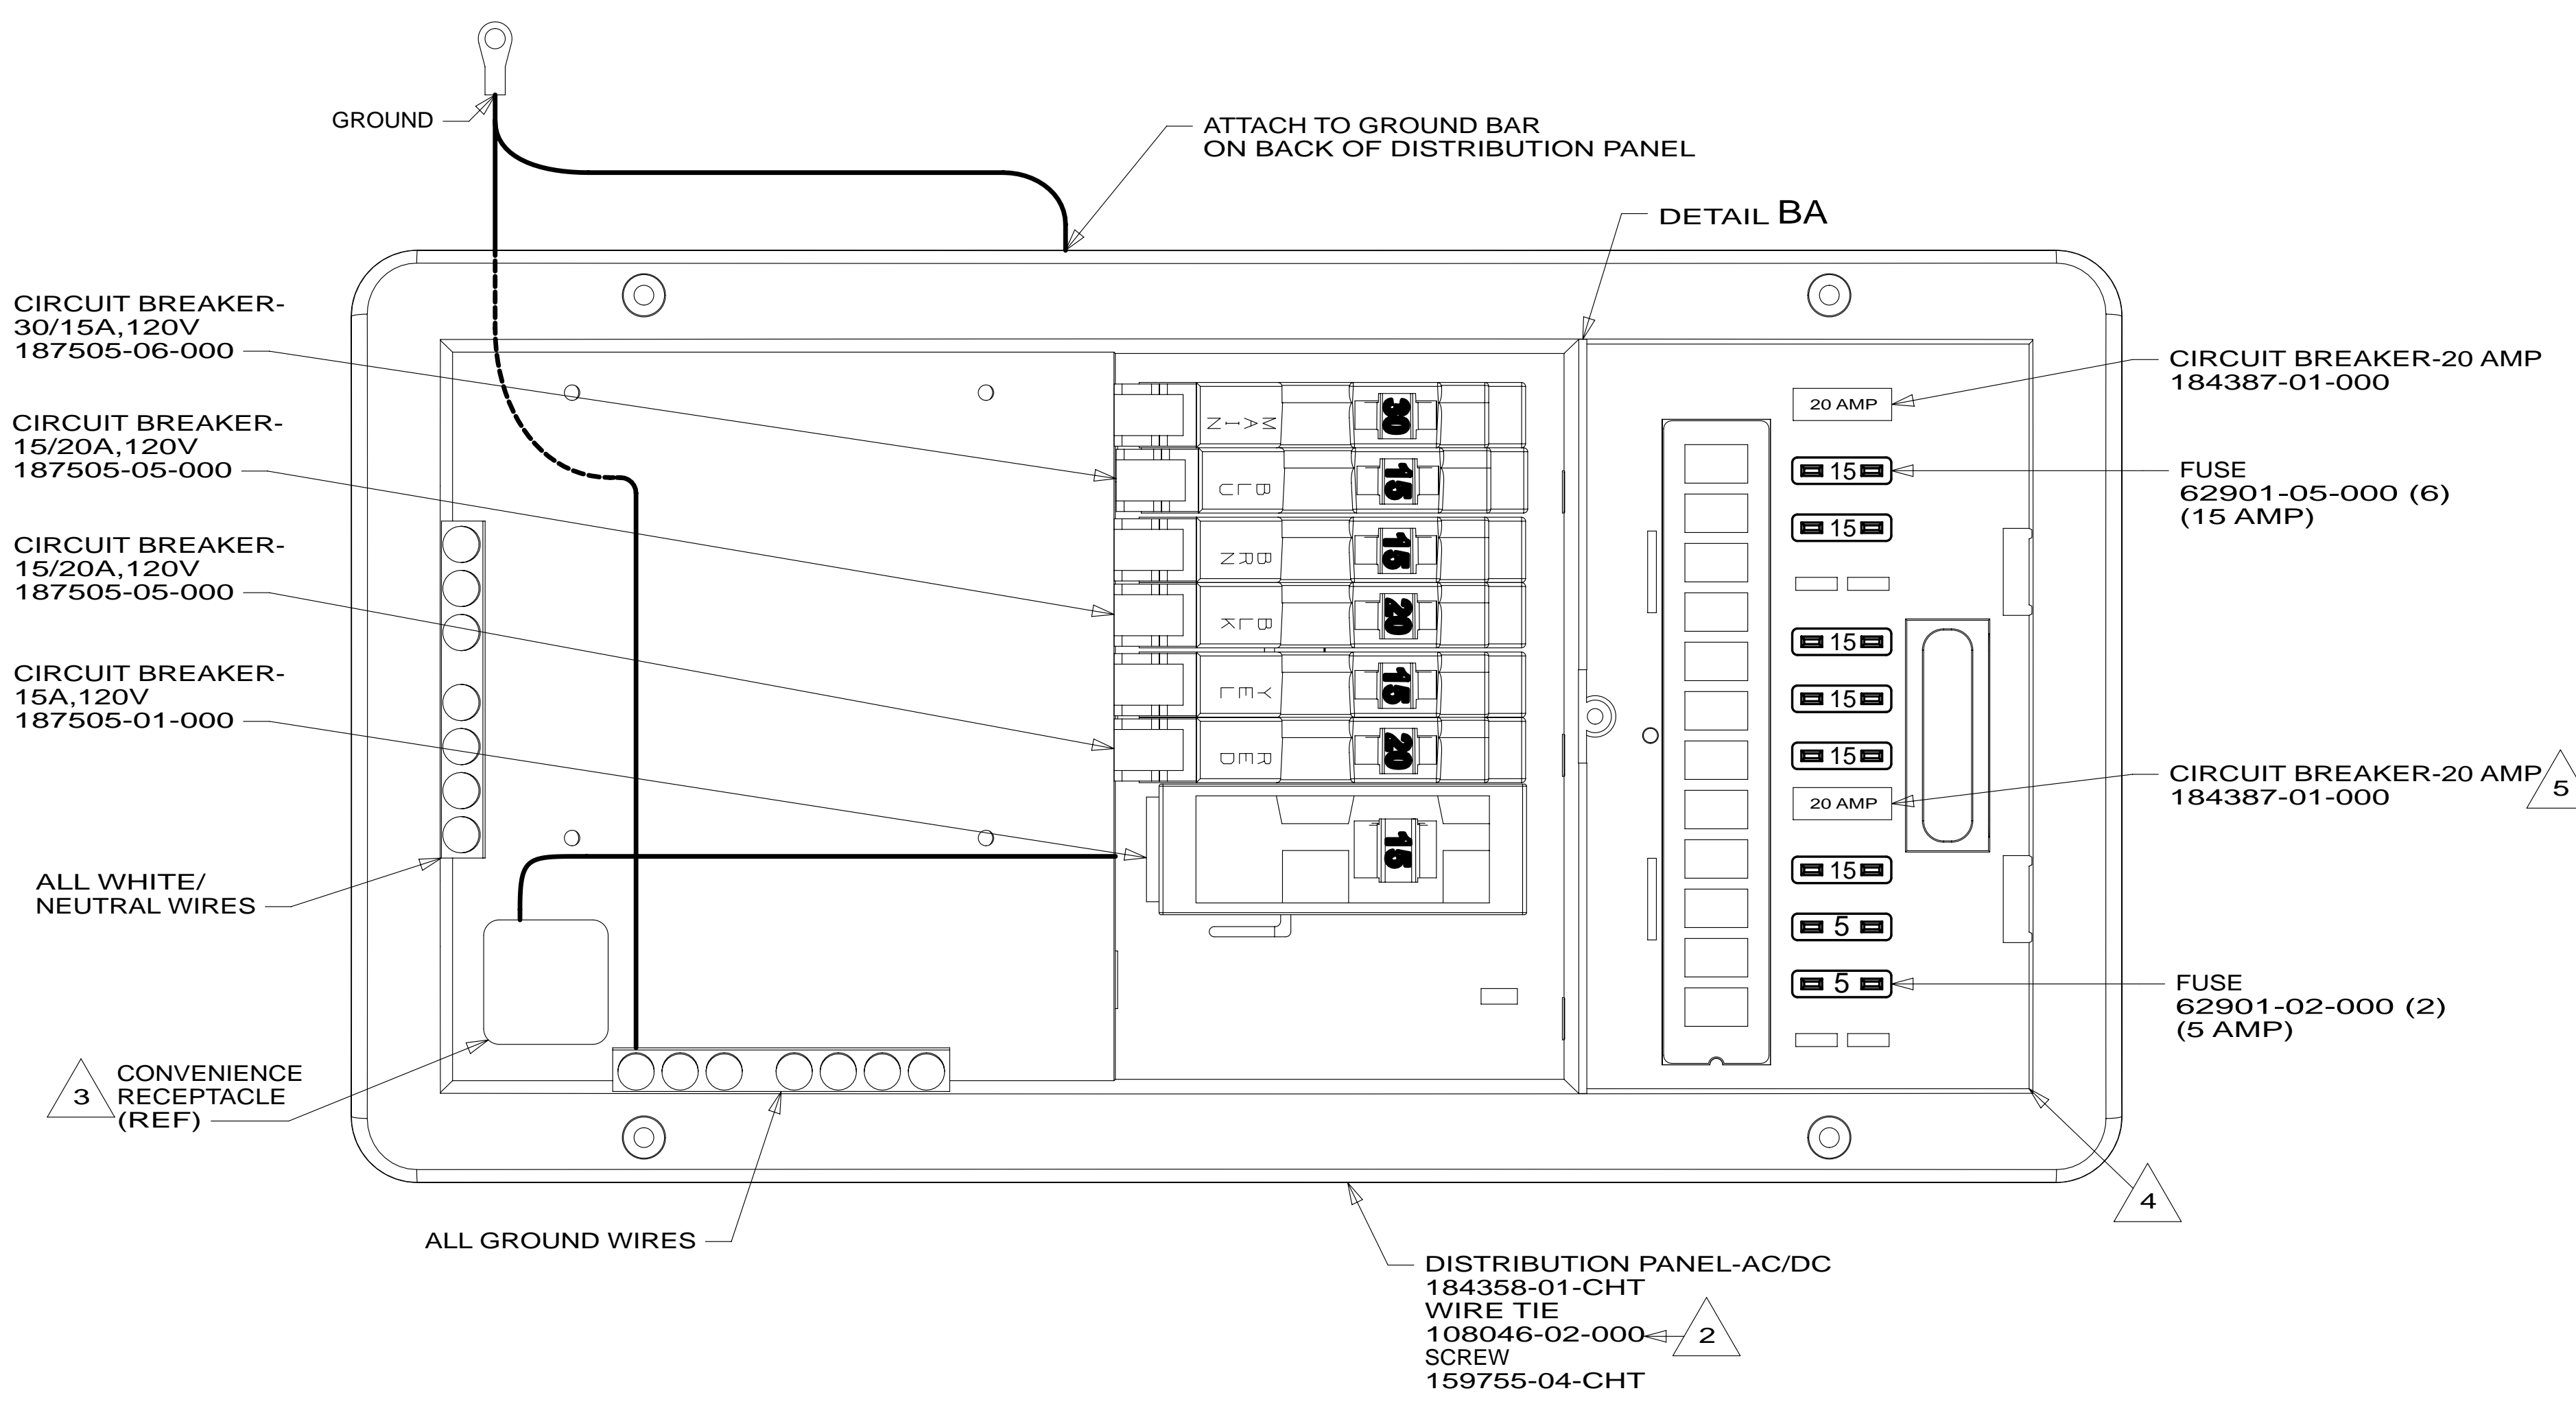 GROUND
ATTACH TO GROUND BAR
ON BACK OF DISTRIBUTION PANEL
DETAIL BA
CIRCUIT BREAKER-
30/15A,120V
187505-06-000
CIRCUIT BREAKER-
15/20A,120V
187505-05-000
CIRCUIT BREAKER-
15/20A,120V
187505-05-000
CIRCUIT BREAKER-
15A,120V
187505-01-000
ALL WHITE/
NEUTRAL WIRES
3
CONVENIENCE
RECEPTACLE
(REF)
ALL GROUND WIRES
MAIN
30
BLU
15
BRN
15
BLK
20
YEL
15
RED
20
15
20 AMP
15
15
15
15
15
20 AMP
15
5
5
CIRCUIT BREAKER-20 AMP
184387-01-000
FUSE
62901-05-000 (6)
(15 AMP)
CIRCUIT BREAKER-20 AMP
184387-01-000
5
FUSE
62901-02-000 (2)
(5 AMP)
4
DISTRIBUTION PANEL-AC/DC
184358-01-CHT
WIRE TIE
108046-02-000
2
SCREW
159755-04-CHT